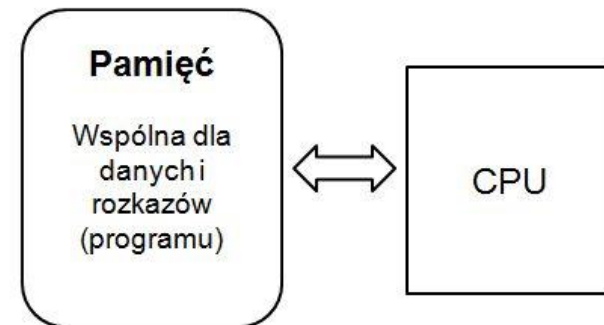 Pamięć
Wspólna dla
danych i
rozkazów
(programu)
CPU